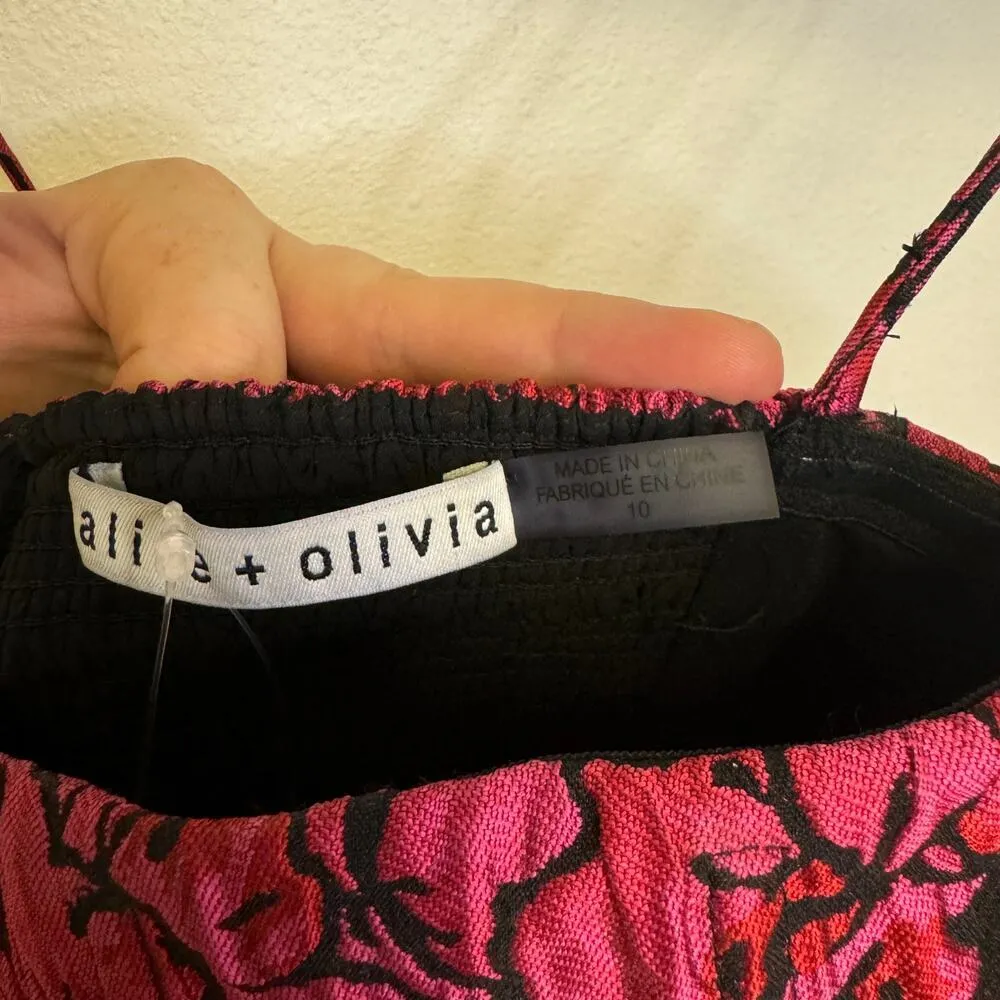 alice + olivia
MADE IN CHINA
FABRIQUÉ EN CHINE
10